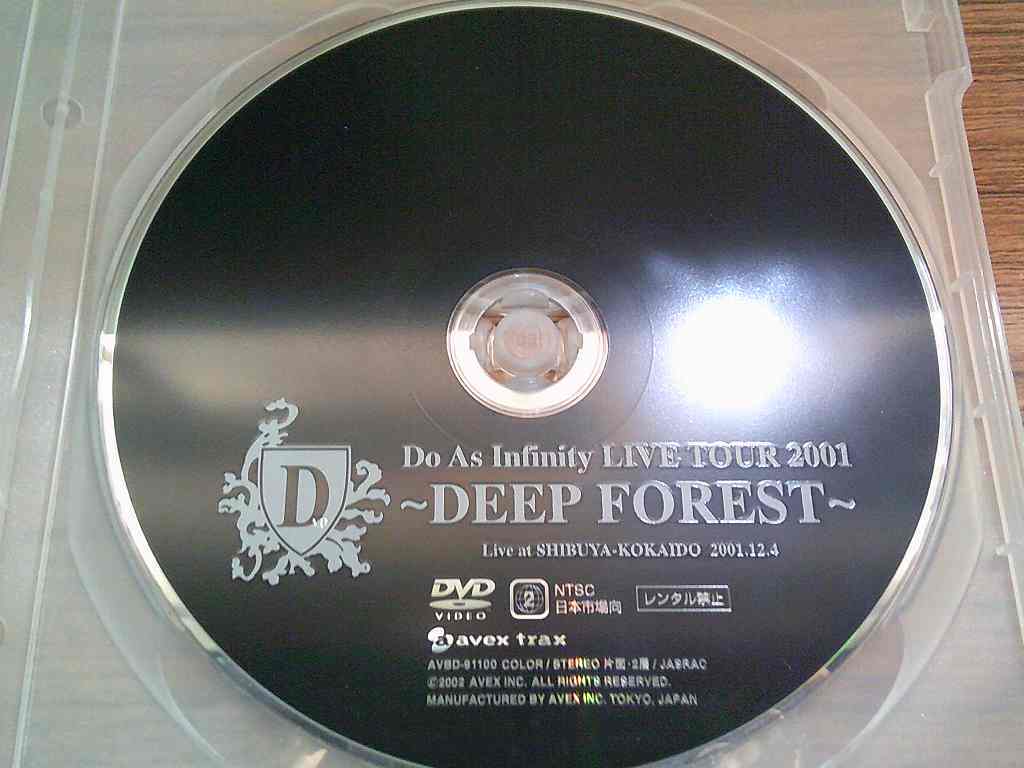 Do As Infinity LIVE TOUR 2001
~DEEP FOREST~
Live at SHIBUYA-KOKAIDO 2001.12.4
D
DVD
VIDEO
2
NTSC
日本市場向
レンタル禁止
a avex trax
AVBD-91100 COLOR / STEREO 片面・2層 / JASRAC
©2002 AVEX INC. ALL RIGHTS RESERVED.
MANUFACTURED BY AVEX INC. TOKYO, JAPAN